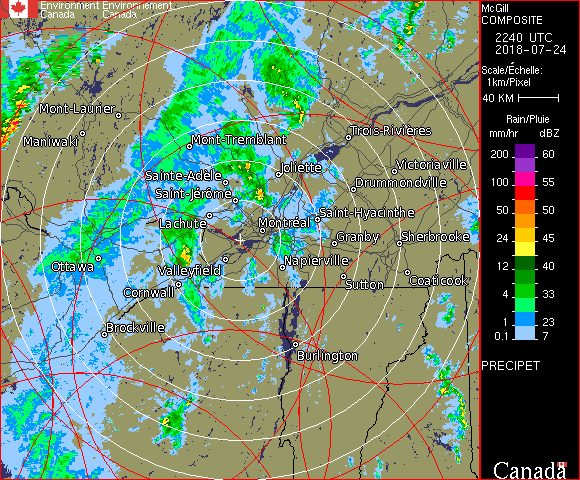 Environment Environnement
Canada Canada
McGill
COMPOSITE
2240 UTC
2018-07-24
Scale/Échelle:
1km/Pixel
40 KM
Rain/Pluie
mm/hr dBZ
200 60
100 55
50 50
24 45
12 40
4 33
1 23
0.1 7
PRECIPET
Canada
Mont-Laurier
Maniwaki
Mont-Tremblant
Trois-Rivières
Sainte-Adèle
Joliette
Victoriaville
Saint-Jérôme
Drummondville
Lachute
Montréal
Saint-Hyacinthe
Granby
Sherbrooke
Ottawa
Valleyfield
Napierville
Cornwall
Sutton
Coaticook
Brockville
Burlington